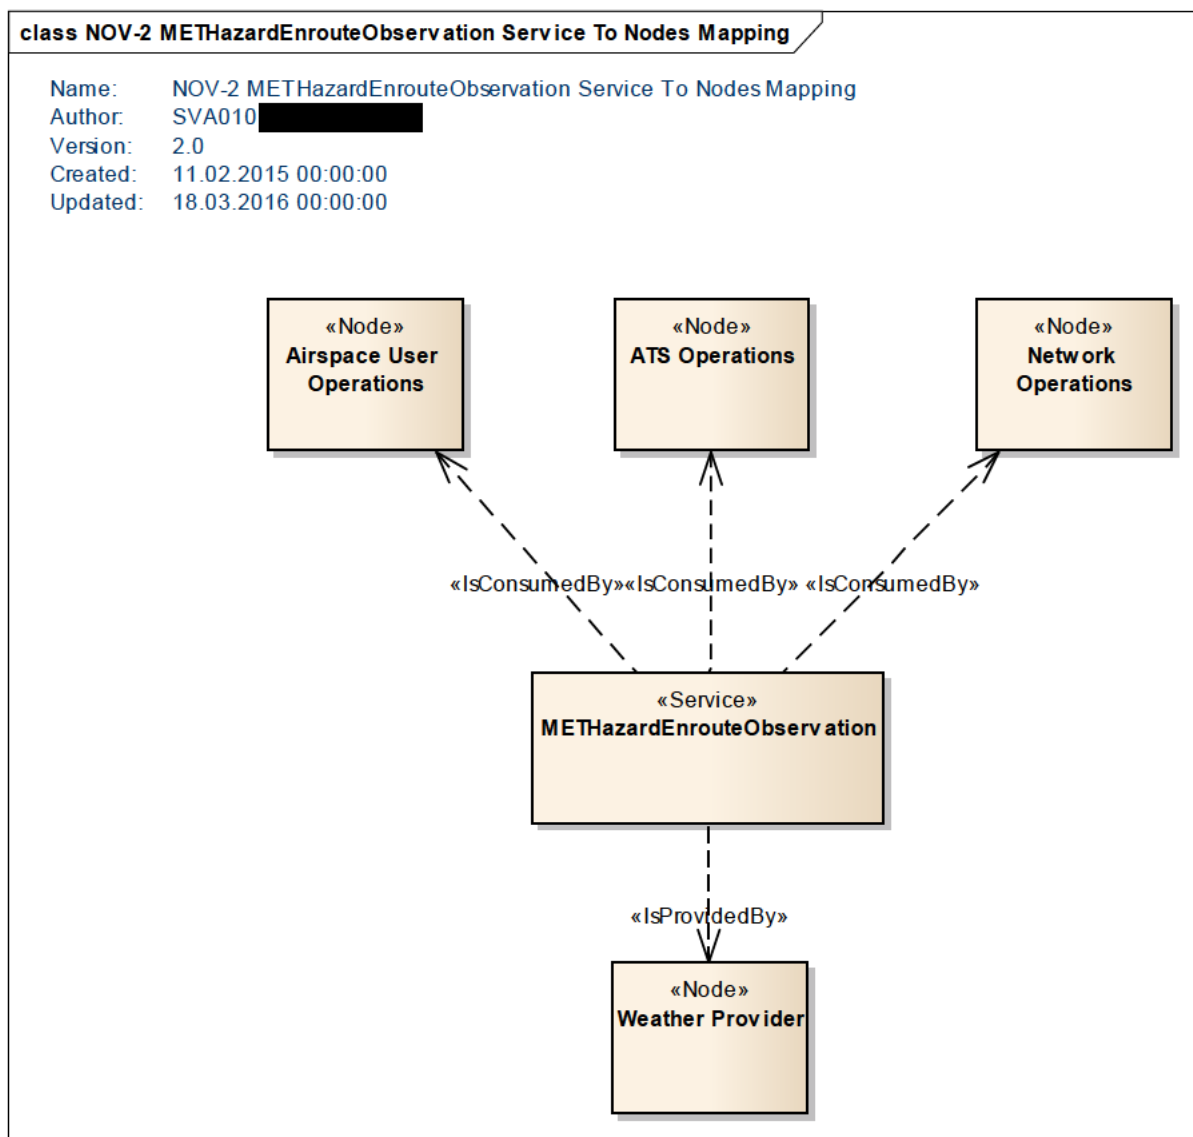 class NOV-2 METHazardEnrouteObservation Service To Nodes Mapping
Name: NOV-2 METHazardEnrouteObservation Service To Nodes Mapping
Author: SVA010
Version: 2.0
Created: 11.02.2015 00:00:00
Updated: 18.03.2016 00:00:00
«Node»
Airspace User
Operations
«Node»
ATS Operations
«Node»
Network
Operations
«IsConsumedBy» «IsConsumedBy» «IsConsumedBy»
«Service»
METHazardEnrouteObservation
«IsProvidedBy»
«Node»
Weather Provider